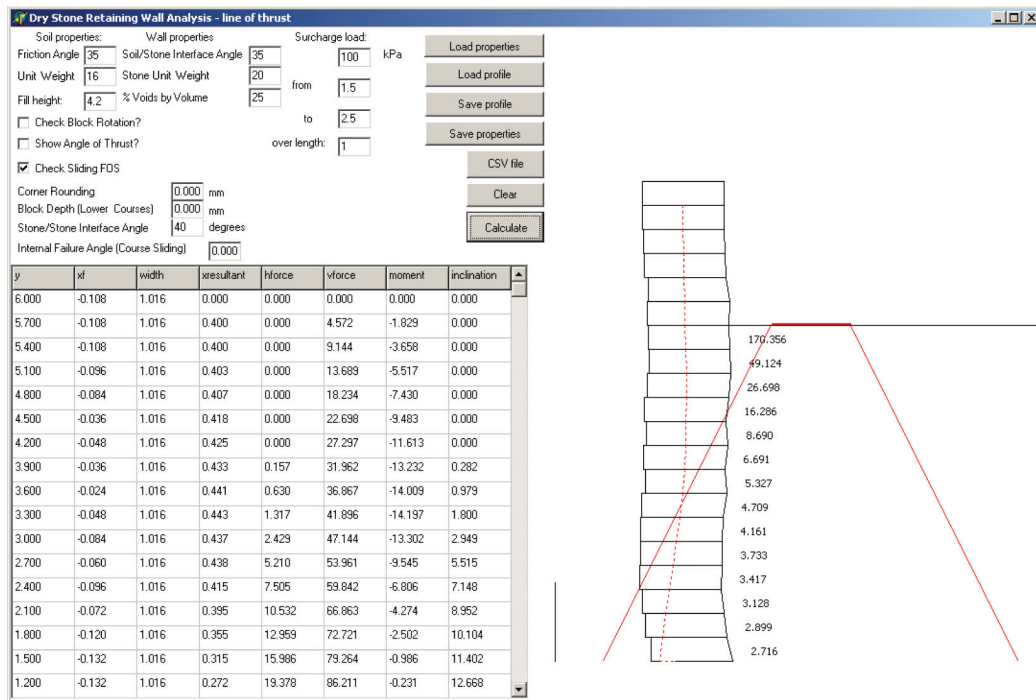 Dry Stone Retaining Wall Analysis - line of thrust
Soil properties: Wall properties Surcharge load:
Friction Angle 35 Soil/Stone Interface Angle 35 100 kPa
Unit Weight 16 Stone Unit Weight 20 from 1.5
Fill height: 4.2 % Voids by Volume 25
Check Block Rotation? to 2.5
Show Angle of Thrust? over length: 1
Check Sliding FOS
Corner Rounding 0.000 mm
Block Depth (Lower Courses) 0.000 mm
Stone/Stone Interface Angle 40 degrees
Internal Failure Angle (Course Sliding) 0.000
Load properties
Load profile
Save profile
Save properties
CSV file
Clear
Calculate
y xf width xresultant hforce vforce moment inclination
6.000 -0.108 1.016 0.000 0.000 0.000 0.000 0.000
5.700 -0.108 1.016 0.400 0.000 4.572 -1.829 0.000
5.400 -0.108 1.016 0.400 0.000 9.144 -3.658 0.000
5.100 -0.096 1.016 0.403 0.000 13.689 -5.517 0.000
4.800 -0.084 1.016 0.407 0.000 18.234 -7.430 0.000
4.500 -0.036 1.016 0.418 0.000 22.698 -9.483 0.000
4.200 -0.048 1.016 0.425 0.000 27.297 -11.613 0.000
3.900 -0.036 1.016 0.433 0.157 31.962 -13.232 0.282
3.600 -0.024 1.016 0.441 0.630 36.867 -14.009 0.979
3.300 -0.048 1.016 0.443 1.317 41.896 -14.197 1.800
3.000 -0.084 1.016 0.437 2.429 47.144 -13.302 2.949
2.700 -0.060 1.016 0.438 5.210 53.961 -9.545 5.515
2.400 -0.096 1.016 0.415 7.505 59.842 -6.806 7.148
2.100 -0.072 1.016 0.395 10.532 66.863 -4.274 8.952
1.800 -0.120 1.016 0.355 12.959 72.721 -2.502 10.104
1.500 -0.132 1.016 0.315 15.986 79.264 -0.986 11.402
1.200 -0.132 1.016 0.272 19.378 86.211 -0.231 12.668
170.356
49.124
26.698
16.286
8.690
6.691
5.327
4.709
4.161
3.733
3.417
3.128
2.899
2.716